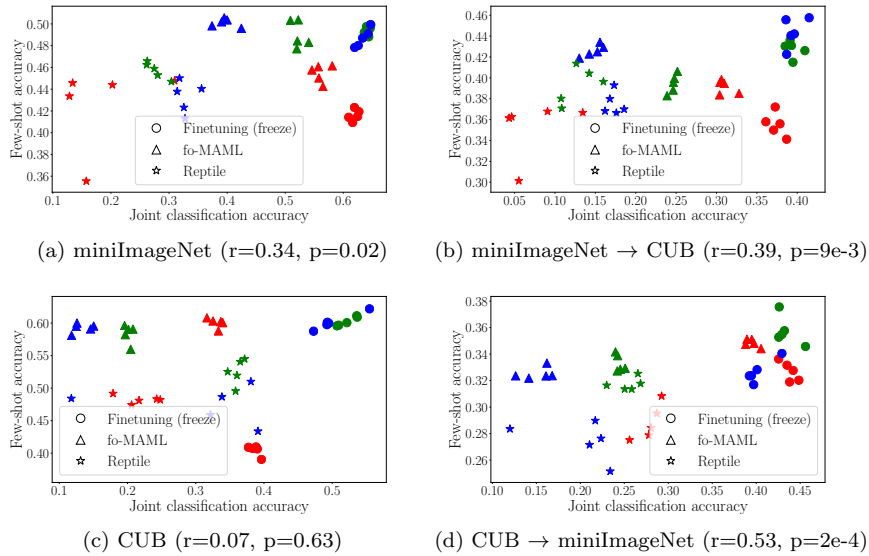 0.50
0.48
0.46
0.44
0.42
0.40
0.38
0.36
Few-shot accuracy
Finetuning (freeze)
fo-MAML
Reptile
0.1 0.2 0.3 0.4 0.5 0.6
Joint classification accuracy
(a) miniImageNet (r=0.34, p=0.02)
0.46
0.44
0.42
0.40
0.38
0.36
0.34
0.32
0.30
Few-shot accuracy
Finetuning (freeze)
fo-MAML
Reptile
0.05 0.10 0.15 0.20 0.25 0.30 0.35 0.40
Joint classification accuracy
(b) miniImageNet → CUB (r=0.39, p=9e-3)
0.60
0.55
0.50
0.45
0.40
Few-shot accuracy
Finetuning (freeze)
fo-MAML
Reptile
0.1 0.2 0.3 0.4 0.5
Joint classification accuracy
(c) CUB (r=0.07, p=0.63)
0.38
0.36
0.34
0.32
0.30
0.28
0.26
Few-shot accuracy
Finetuning (freeze)
fo-MAML
Reptile
0.10 0.15 0.20 0.25 0.30 0.35 0.40 0.45
Joint classification accuracy
(d) CUB → miniImageNet (r=0.53, p=2e-4)